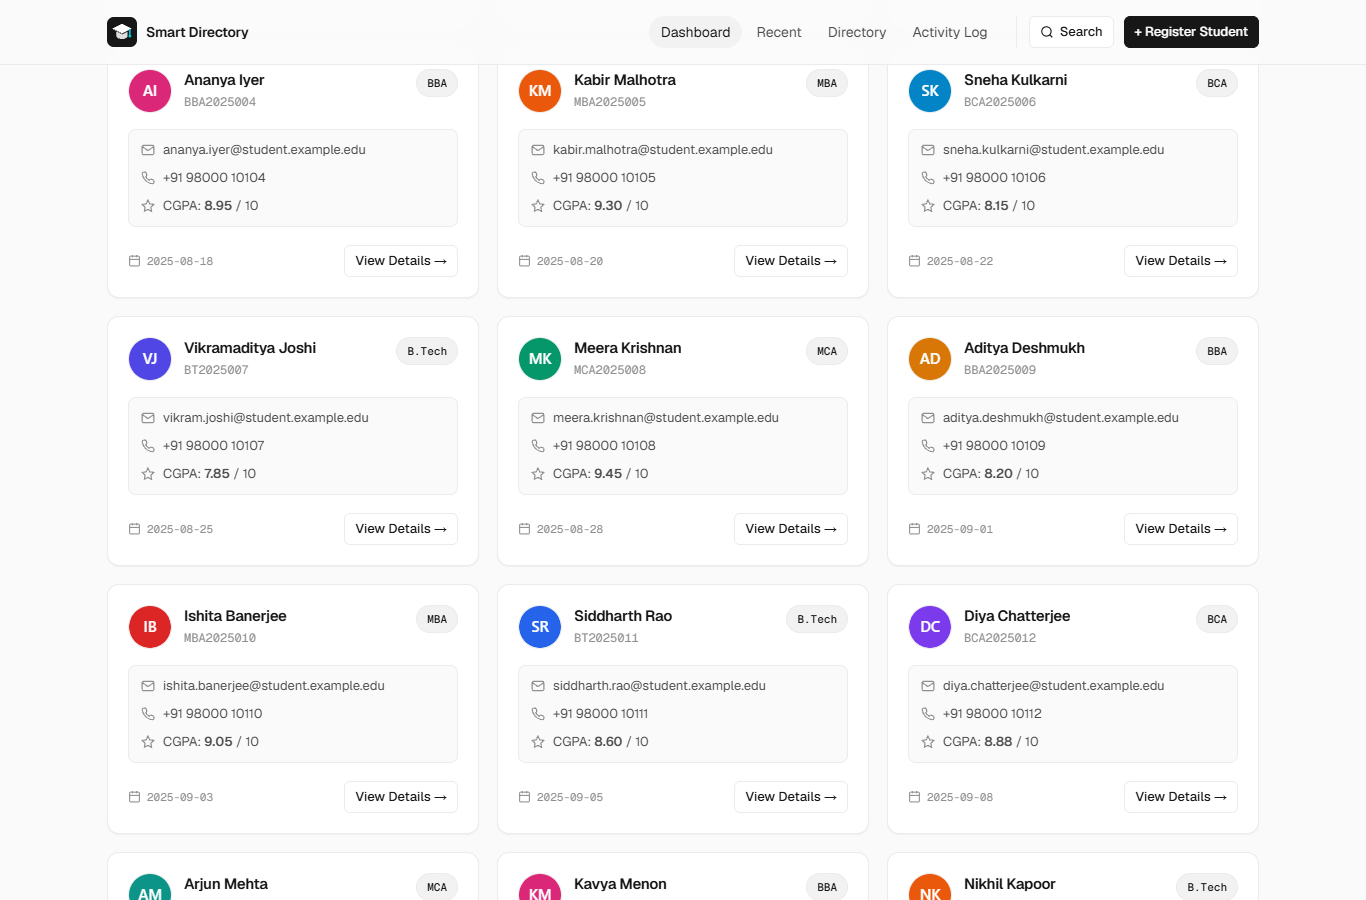 Smart Directory
Dashboard Recent Directory Activity Log Search + Register Student
AI Ananya Iyer BBA
BBA2025004
ananya.iyer@student.example.edu
+91 98000 10104
CGPA: 8.95 / 10
2025-08-18 View Details →
KM Kabir Malhotra MBA
MBA2025005
kabir.malhotra@student.example.edu
+91 98000 10105
CGPA: 9.30 / 10
2025-08-20 View Details →
SK Sneha Kulkarni BCA
BCA2025006
sneha.kulkarni@student.example.edu
+91 98000 10106
CGPA: 8.15 / 10
2025-08-22 View Details →
VJ Vikramaditya Joshi B.Tech
BT2025007
vikram.joshi@student.example.edu
+91 98000 10107
CGPA: 7.85 / 10
2025-08-25 View Details →
MK Meera Krishnan MCA
MCA2025008
meera.krishnan@student.example.edu
+91 98000 10108
CGPA: 9.45 / 10
2025-08-28 View Details →
AD Aditya Deshmukh BBA
BBA2025009
aditya.deshmukh@student.example.edu
+91 98000 10109
CGPA: 8.20 / 10
2025-09-01 View Details →
IB Ishita Banerjee MBA
MBA2025010
ishita.banerjee@student.example.edu
+91 98000 10110
CGPA: 9.05 / 10
2025-09-03 View Details →
SR Siddharth Rao B.Tech
BT2025011
siddharth.rao@student.example.edu
+91 98000 10111
CGPA: 8.60 / 10
2025-09-05 View Details →
DC Diya Chatterjee BCA
BCA2025012
diya.chatterjee@student.example.edu
+91 98000 10112
CGPA: 8.88 / 10
2025-09-08 View Details →
AM Arjun Mehta MCA
KM Kavya Menon BBA
NK Nikhil Kapoor B.Tech